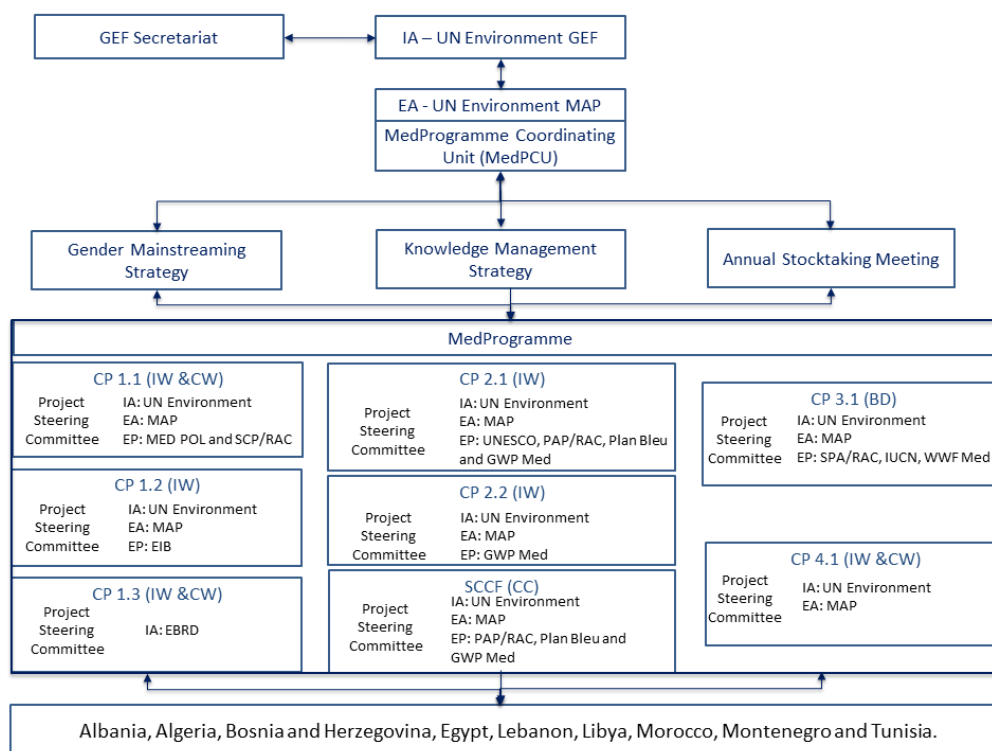 GEF Secretariat
IA – UN Environment GEF
EA - UN Environment MAP
MedProgramme Coordinating
Unit (MedPCU)
Gender Mainstreaming
Strategy
Knowledge Management
Strategy
Annual Stocktaking Meeting
MedProgramme
CP 1.1 (IW &CW)
Project
Steering
Committee
IA: UN Environment
EA: MAP
EP: MED POL and SCP/RAC
CP 1.2 (IW)
Project
Steering
Committee
IA: UN Environment
EA: MAP
EP: EIB
CP 1.3 (IW &CW)
Project
Steering
Committee
IA: EBRD
CP 2.1 (IW)
Project
Steering
Committee
IA: UN Environment
EA: MAP
EP: UNESCO, PAP/RAC, Plan Bleu
and GWP Med
CP 2.2 (IW)
Project
Steering
Committee
IA: UN Environment
EA: MAP
EP: GWP Med
SCCF (CC)
Project
Steering
Committee
IA: UN Environment
EA: MAP
EP: PAP/RAC, Plan Bleu and
GWP Med
CP 3.1 (BD)
Project
Steering
Committee
IA: UN Environment
EA: MAP
EP: SPA/RAC, IUCN, WWF Med
CP 4.1 (IW &CW)
Project
Steering
Committee
IA: UN Environment
EA: MAP
Albania, Algeria, Bosnia and Herzegovina, Egypt, Lebanon, Libya, Morocco, Montenegro and Tunisia.